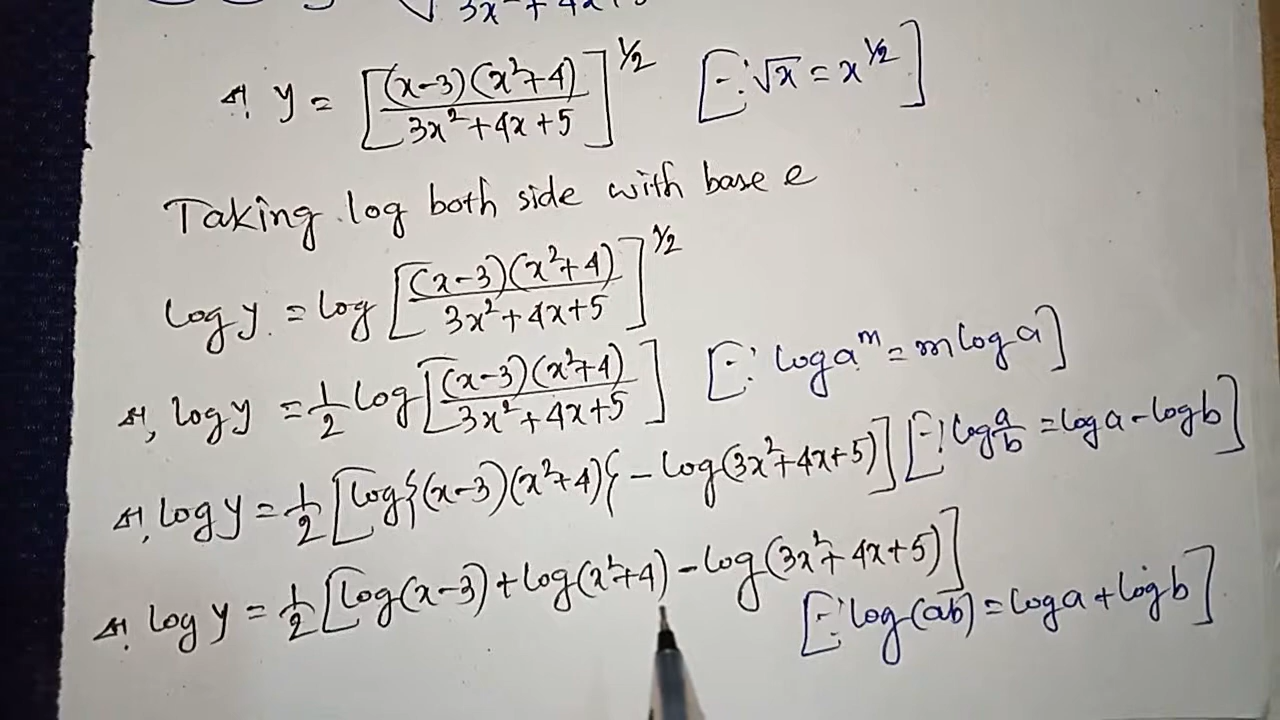 3x²+4x+5
বা, y = [(x-3)(x²+4)/3x²+4x+5]^1/2 [∵ √x = x^1/2]
Taking log both side with base e
log y = log [(x-3)(x²+4)/3x²+4x+5]^1/2
বা, log y = 1/2 log [(x-3)(x²+4)/3x²+4x+5] [∵ log a^m = m log a]
বা, log y = 1/2 [log{(x-3)(x²+4)} - log(3x²+4x+5)] [∵ log a/b = log a - log b]
বা, log y = 1/2 [log(x-3) + log(x²+4) - log(3x²+4x+5)]
[∵ log(ab) = log a + log b]